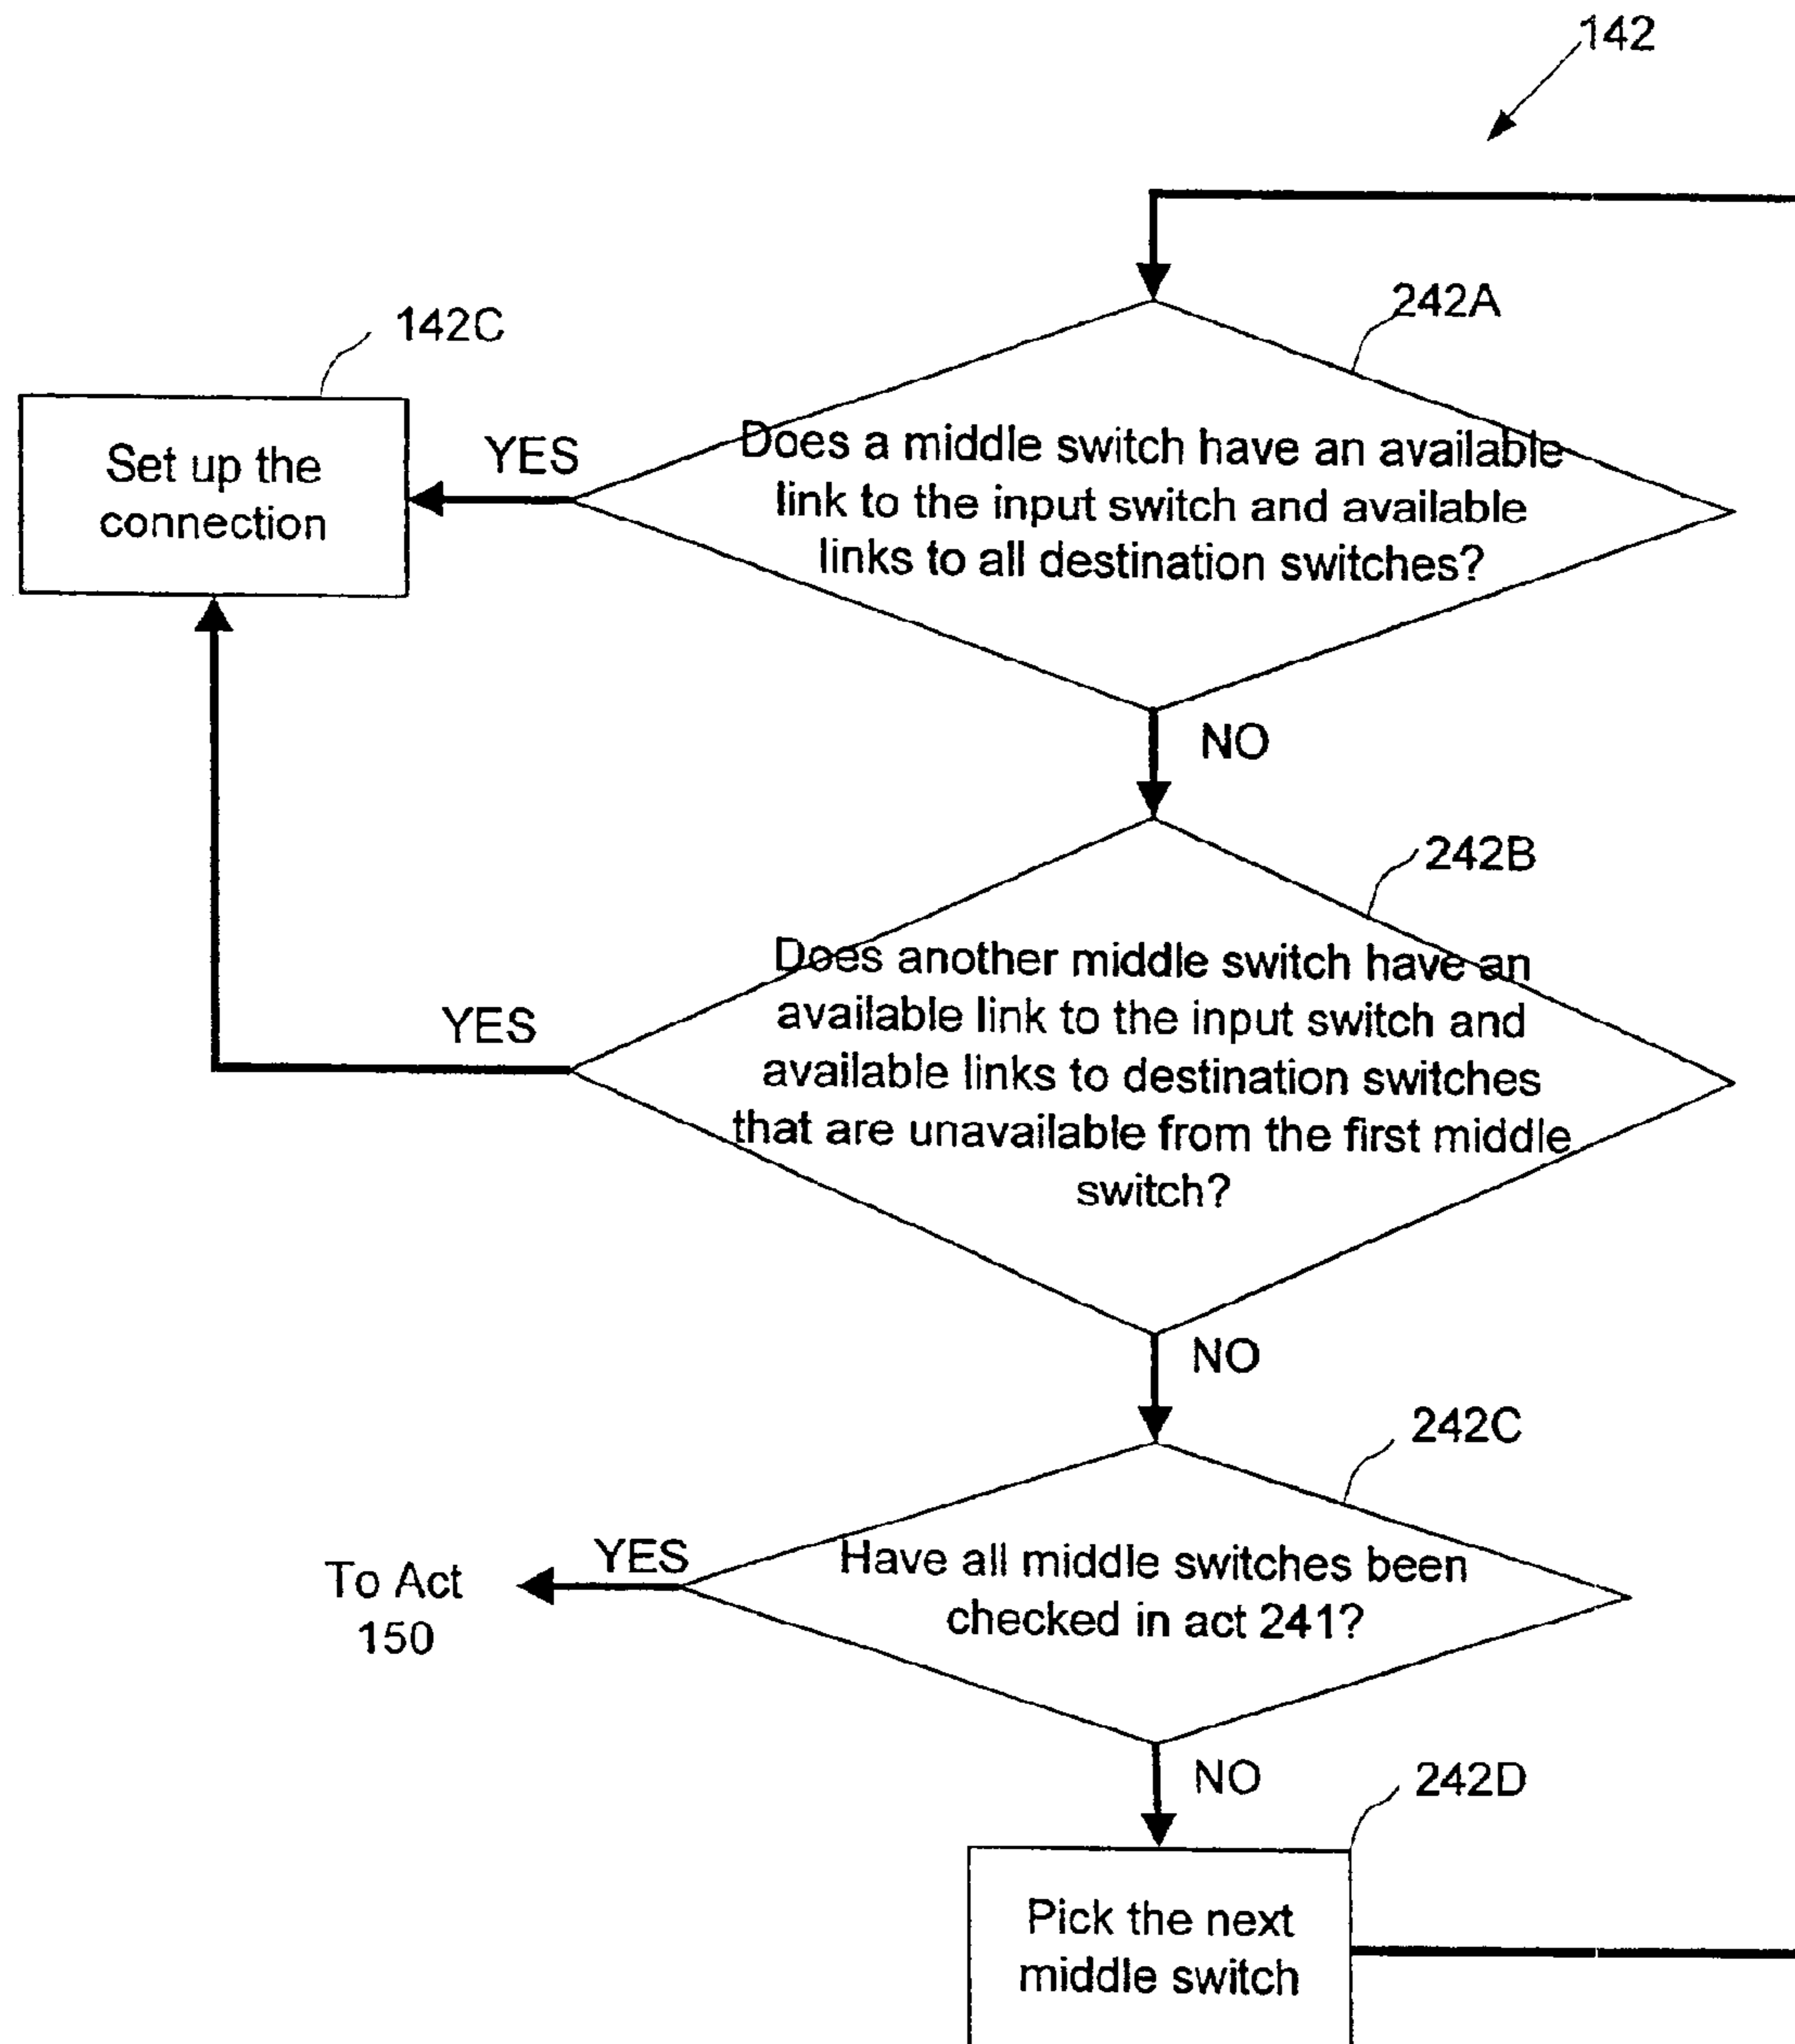 142
242A
142C
Set up the
connection
YES
Does a middle switch have an available
link to the input switch and available
links to all destination switches?
NO
242B
Does another middle switch have an
available link to the input switch and
available links to destination switches
that are unavailable from the first middle
switch?
YES
NO
242C
Have all middle switches been
checked in act 241?
YES
To Act
150
NO
242D
Pick the next
middle switch